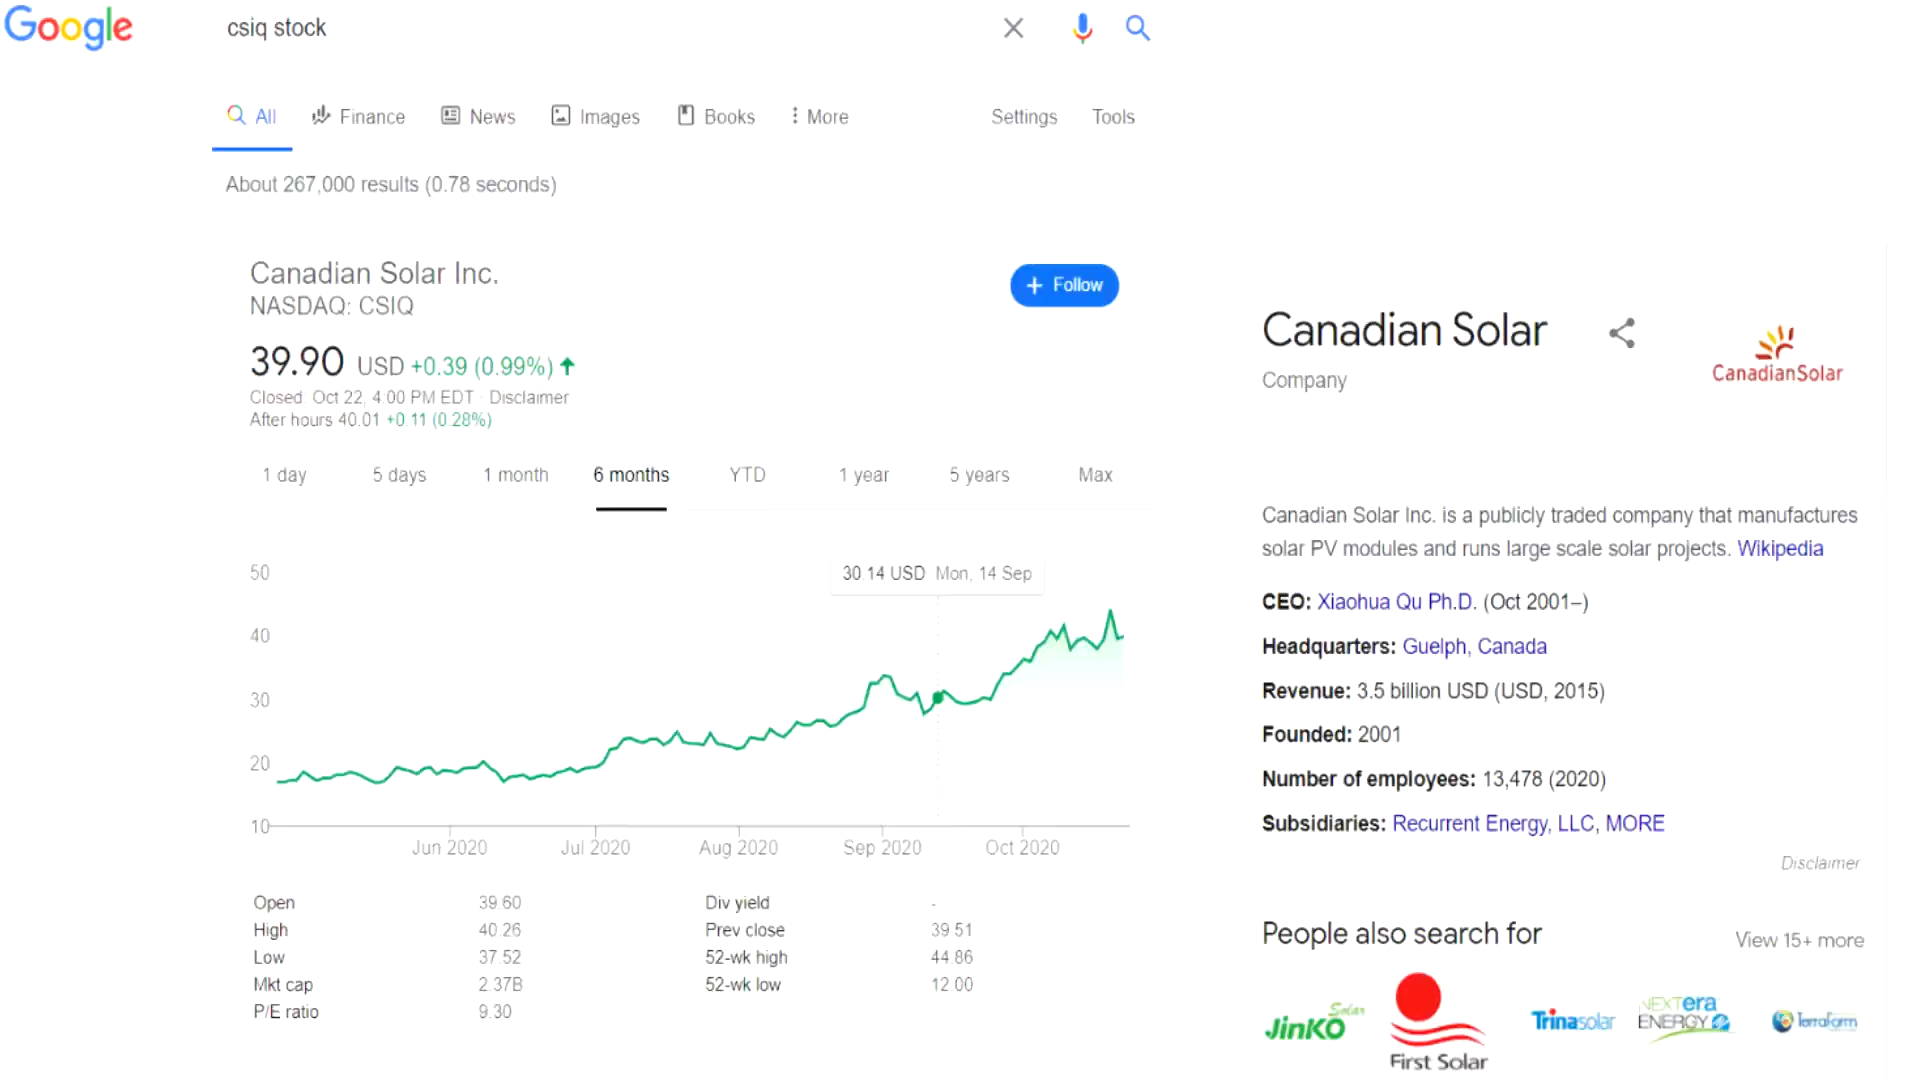 Google
csiq stock
All
Finance
News
Images
Books
More
Settings
Tools
About 267,000 results (0.78 seconds)
Canadian Solar Inc.
NASDAQ: CSIQ
+ Follow
39.90 USD +0.39 (0.99%)
Closed: Oct 22, 4:00 PM EDT · Disclaimer
After hours 40.01 +0.11 (0.28%)
1 day
5 days
1 month
6 months
YTD
1 year
5 years
Max
30.14 USD Mon, 14 Sep
50
40
30
20
10
Jun 2020
Jul 2020
Aug 2020
Sep 2020
Oct 2020
Open 39.60
High 40.26
Low 37.52
Mkt cap 2.37B
P/E ratio 9.30
Div yield -
Prev close 39.51
52-wk high 44.86
52-wk low 12.00
Canadian Solar
Company
CanadianSolar
Canadian Solar Inc. is a publicly traded company that manufactures
solar PV modules and runs large scale solar projects. Wikipedia
CEO: Xiaohua Qu Ph.D. (Oct 2001–)
Headquarters: Guelph, Canada
Revenue: 3.5 billion USD (USD, 2015)
Founded: 2001
Number of employees: 13,478 (2020)
Subsidiaries: Recurrent Energy, LLC, MORE
Disclaimer
People also search for
View 15+ more
JinKO Solar
First Solar
Trinasolar
NEXTera
ENERGY
TerraForm